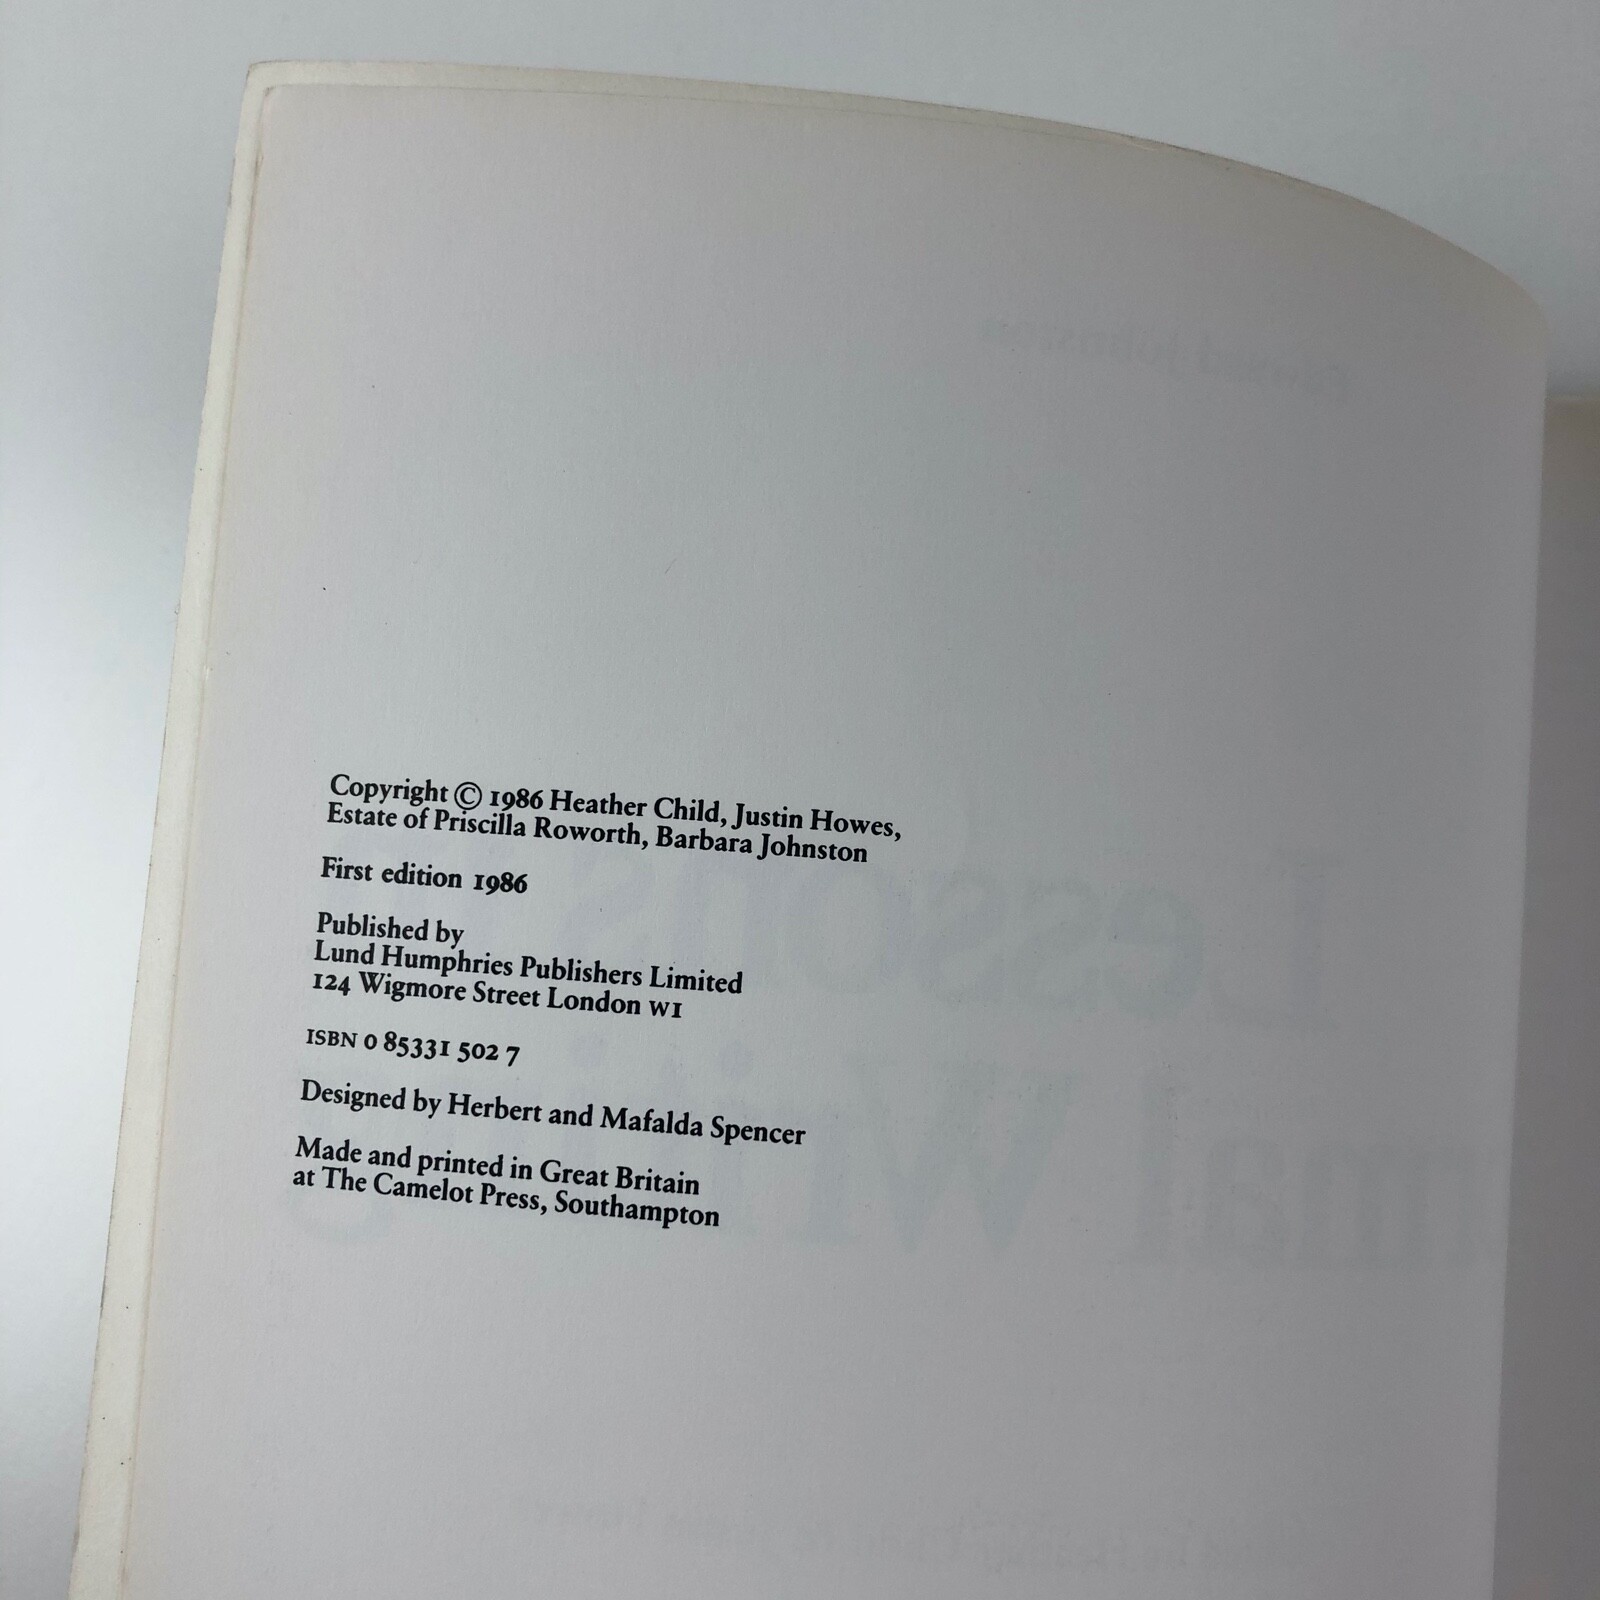 Copyright © 1986 Heather Child, Justin Howes,
Estate of Priscilla Roworth, Barbara Johnston
First edition 1986
Published by
Lund Humphries Publishers Limited
124 Wigmore Street London W1
ISBN 0 85331 502 7
Designed by Herbert and Mafalda Spencer
Made and printed in Great Britain
at The Camelot Press, Southampton